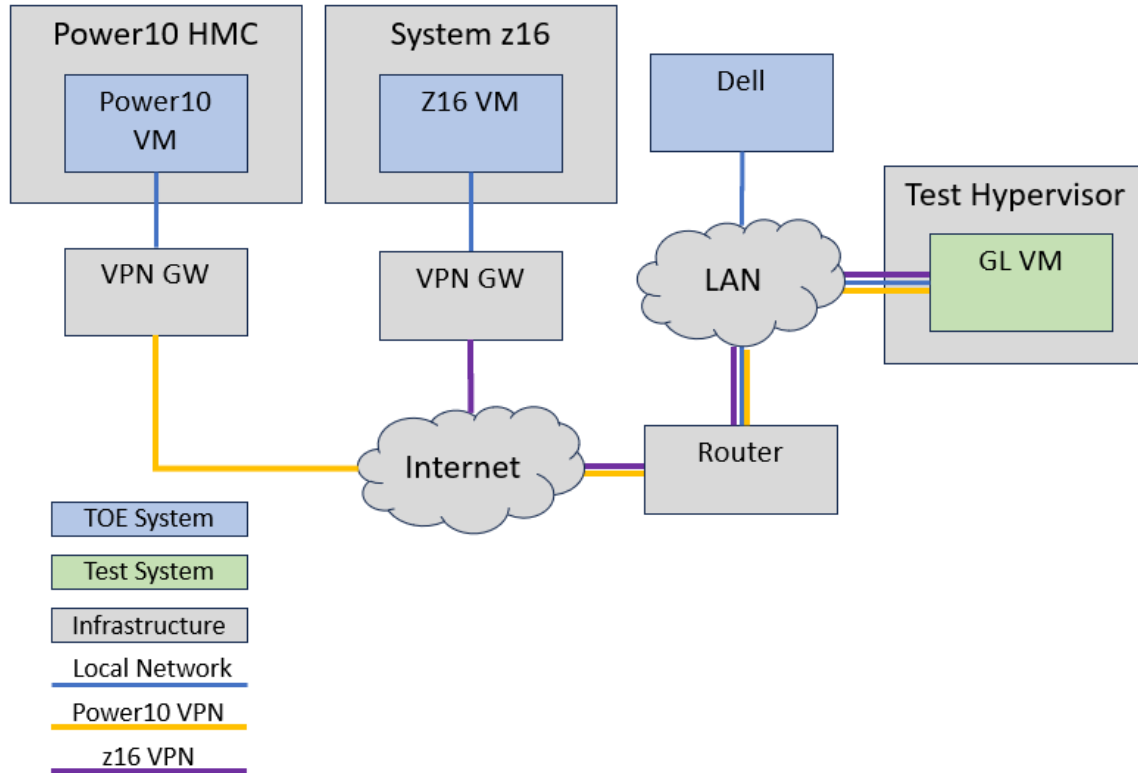 Power10 HMC
Power10
VM
System z16
Z16 VM
Dell
Test Hypervisor
GL VM
VPN GW
VPN GW
LAN
Internet
Router
TOE System
Test System
Infrastructure
Local Network
Power10 VPN
z16 VPN